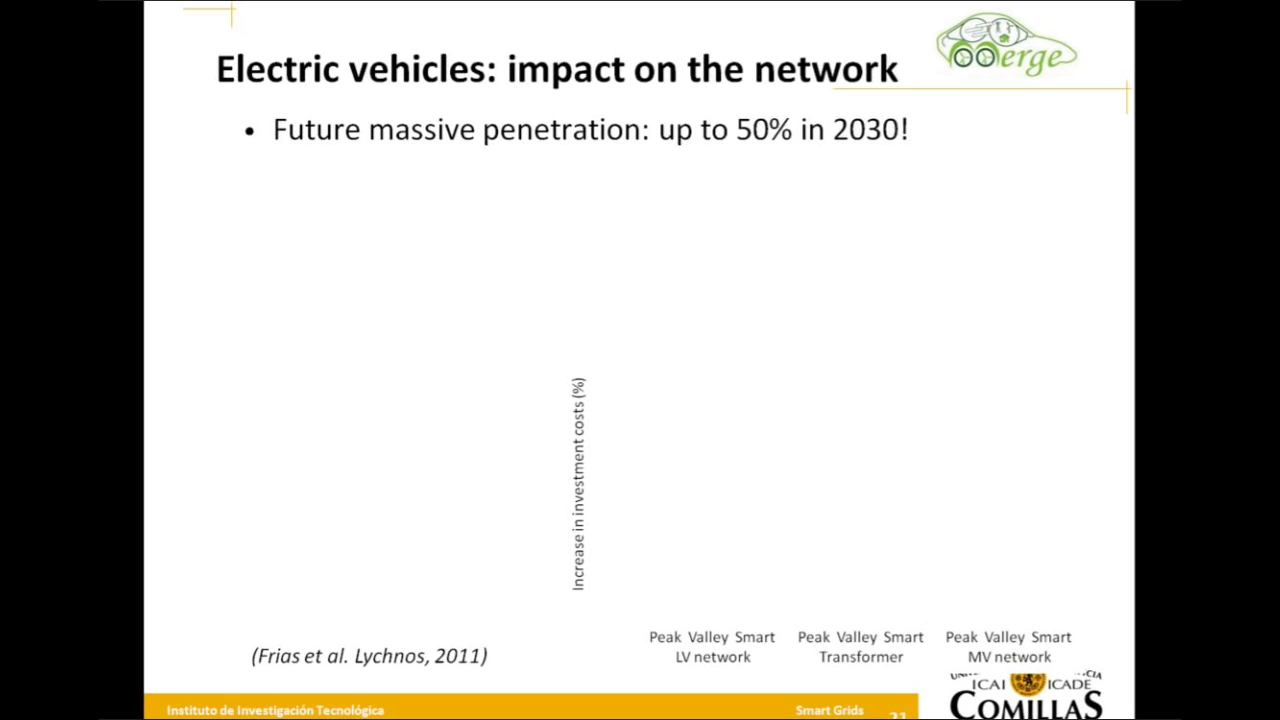 Electric vehicles: impact on the network
merge
• Future massive penetration: up to 50% in 2030!
Increase in investment costs (%)
Peak Valley Smart
LV network
Peak Valley Smart
Transformer
Peak Valley Smart
MV network
(Frias et al. Lychnos, 2011)
ICAI ICADE
COMILLAS
Instituto de Investigación Tecnológica
Smart Grids